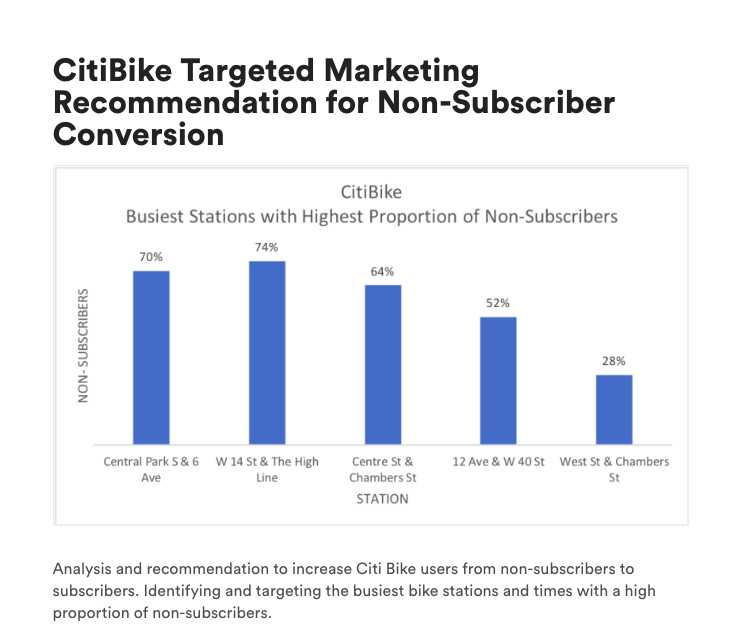 CitiBike Targeted Marketing
Recommendation for Non-Subscriber
Conversion
CitiBike
Busiest Stations with Highest Proportion of Non-Subscribers
70%
74%
64%
52%
28%
NON- SUBSCRIBERS
Central Park S & 6
Ave
W 14 St & The High
Line
Centre St &
Chambers St
12 Ave & W 40 St
West St & Chambers
St
STATION
Analysis and recommendation to increase Citi Bike users from non-subscribers to
subscribers. Identifying and targeting the busiest bike stations and times with a high
proportion of non-subscribers.